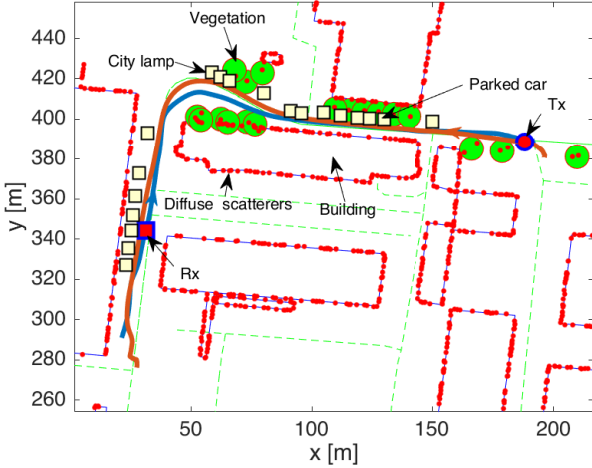 Vegetation
City lamp
Parked car
Tx
Diffuse scatterers
Building
Rx
y [m]
440
420
400
380
360
340
320
300
280
260
50
100
150
200
x [m]